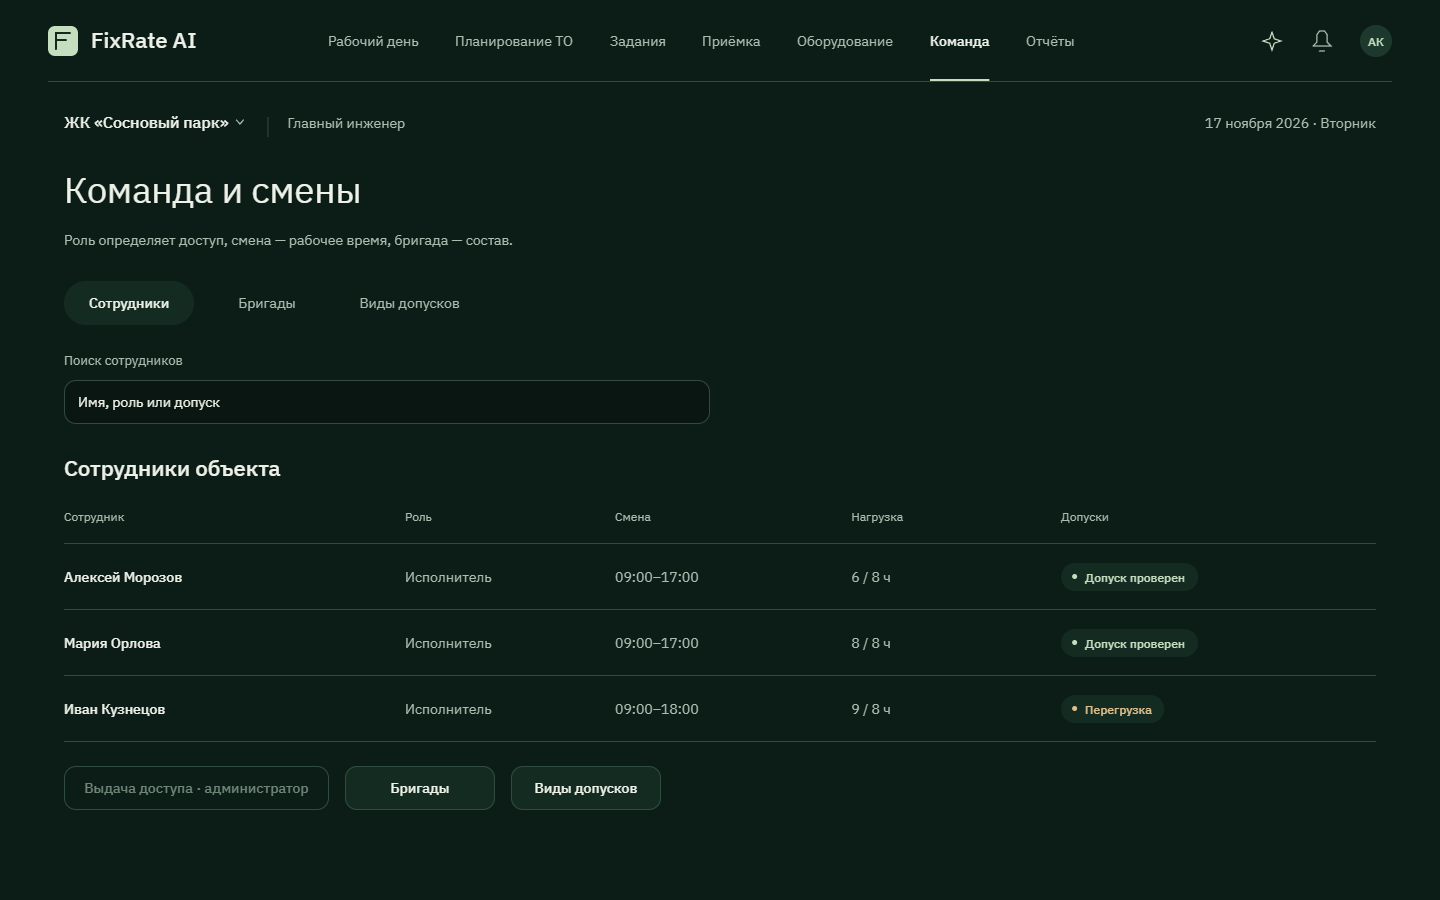 FixRate AI
Рабочий день Планирование ТО Задания Приёмка Оборудование Команда Отчёты
АК
ЖК «Сосновый парк» Главный инженер 17 ноября 2026 · Вторник
Команда и смены
Роль определяет доступ, смена — рабочее время, бригада — состав.
Сотрудники Бригады Виды допусков
Поиск сотрудников
Имя, роль или допуск
Сотрудники объекта
Сотрудник Роль Смена Нагрузка Допуски
Алексей Морозов Исполнитель 09:00–17:00 6 / 8 ч Допуск проверен
Мария Орлова Исполнитель 09:00–17:00 8 / 8 ч Допуск проверен
Иван Кузнецов Исполнитель 09:00–18:00 9 / 8 ч Перегрузка
Выдача доступа · администратор Бригады Виды допусков